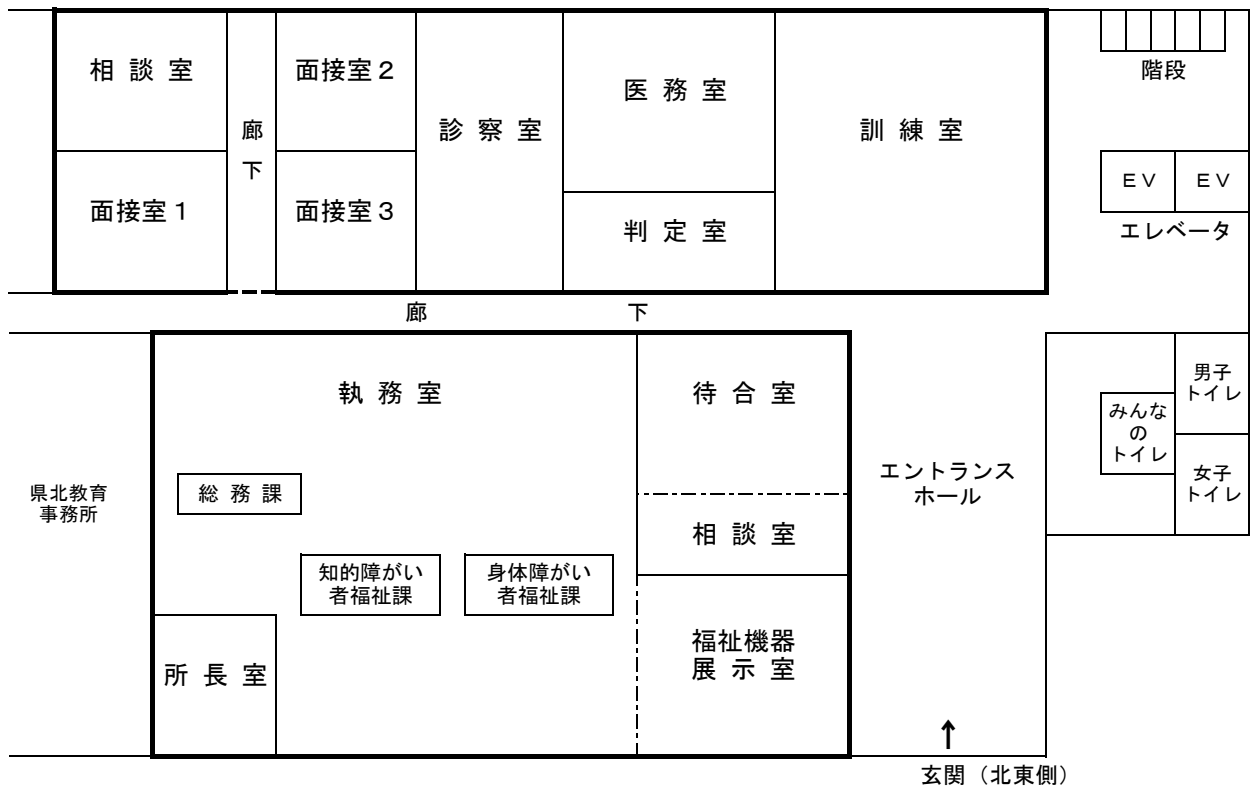 相談室
廊下
面接室２
面接室１
面接室３
診察室
医務室
判定室
訓練室
階段
ＥＶ
ＥＶ
エレベータ
廊下
執務室
待合室
総務課
知的障がい
者福祉課
身体障がい
者福祉課
所長室
相談室
福祉機器
展示室
県北教育
事務所
エントランス
ホール
みんな
の
トイレ
男子
トイレ
女子
トイレ
↑
玄関（北東側）